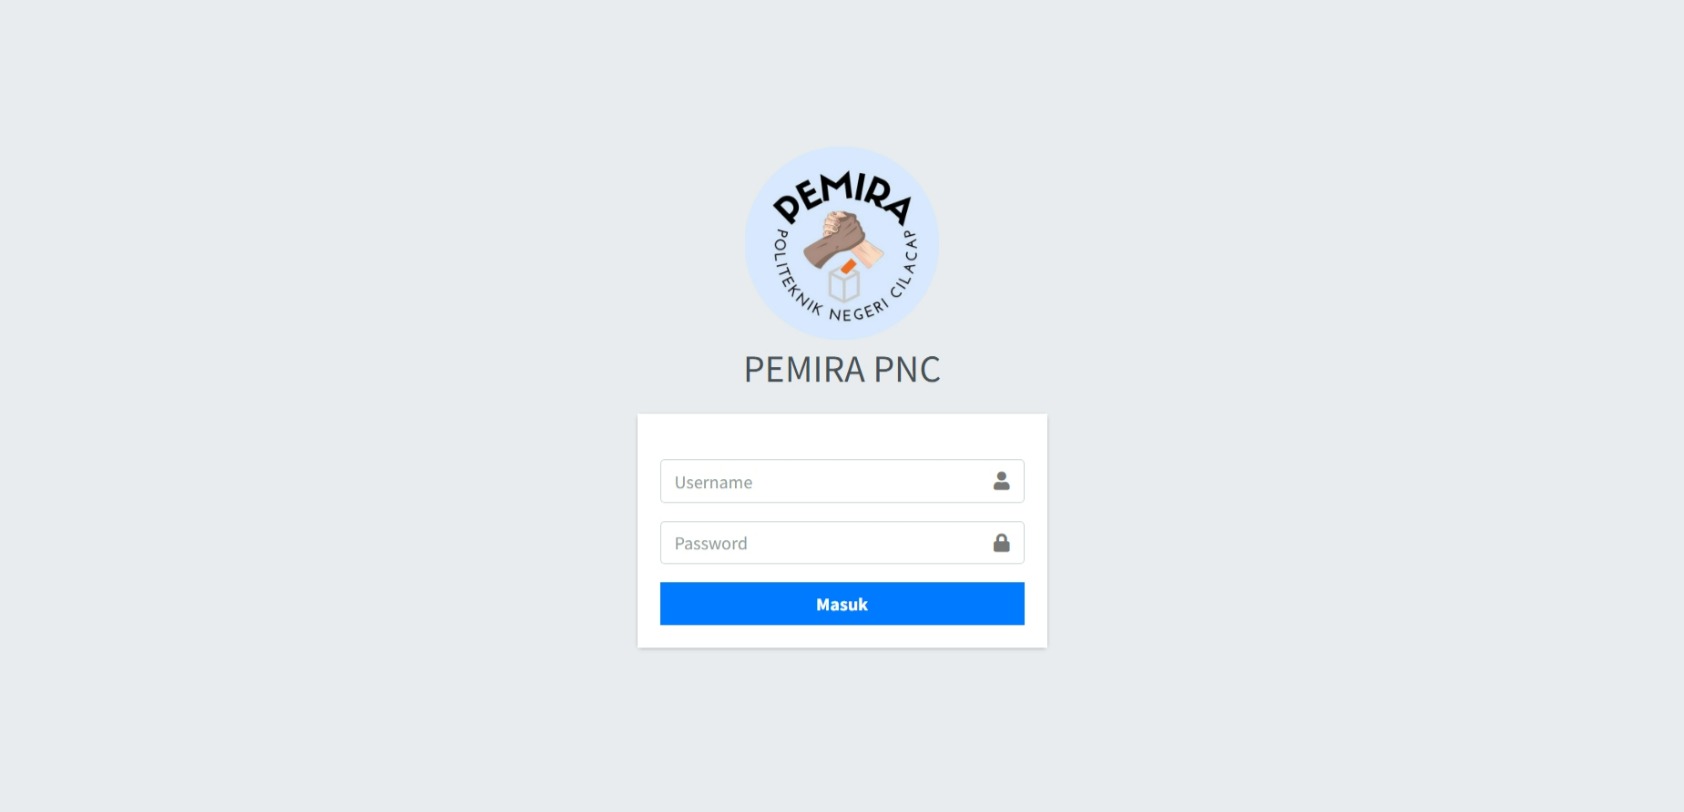 PEMIRA
POLITEKNIK NEGERI CILACAP
PEMIRA PNC
Username
Password
Masuk